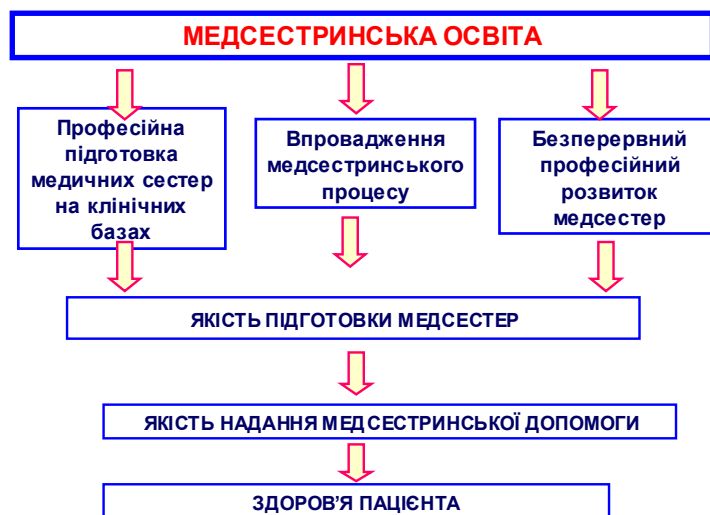 МЕДСЕСТРИНСЬКА ОСВІТА
Професійна
підготовка
медичних сестер
на клінічних
базах
Впровадження
медсестринського
процесу
Безперервний
професійний
розвиток
медсестер
ЯКІСТЬ ПІДГОТОВКИ МЕДСЕСТЕР
ЯКІСТЬ НАДАННЯ МЕДСЕСТРИНСЬКОЇ ДОПОМОГИ
ЗДОРОВ’Я ПАЦІЄНТА